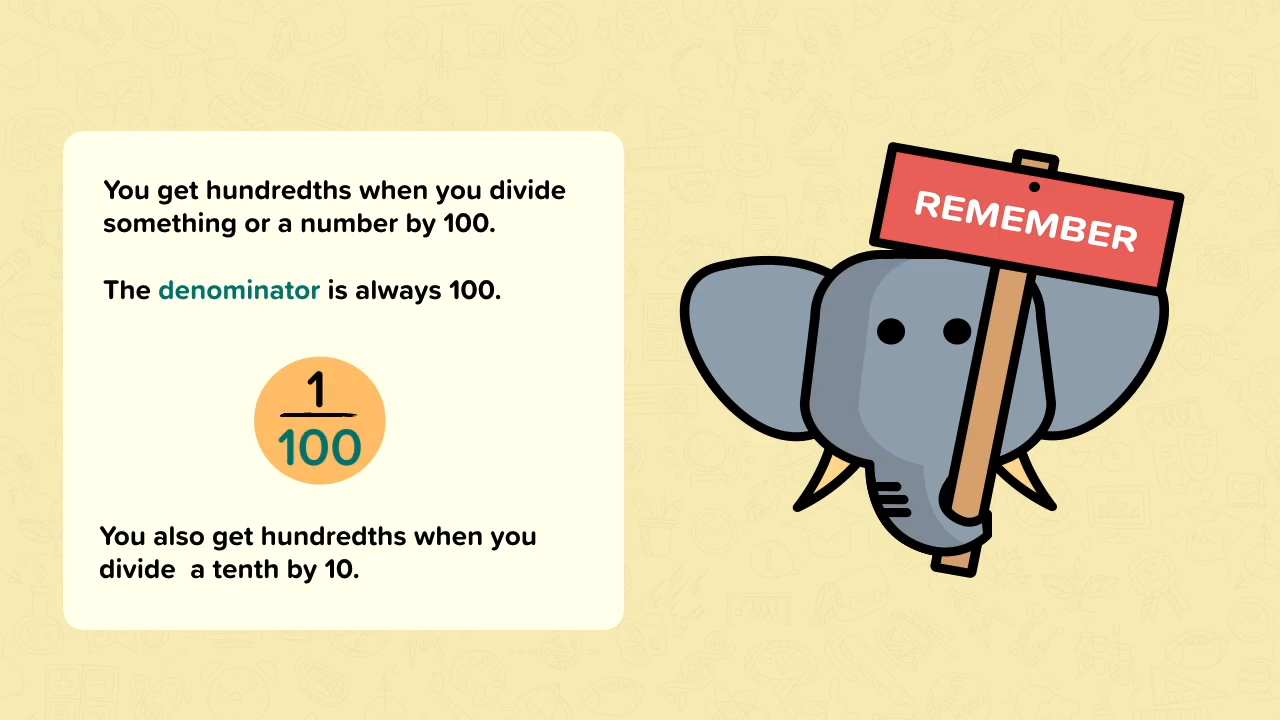 You get hundredths when you divide
something or a number by 100.
The denominator is always 100.
1
100
You also get hundredths when you
divide  a tenth by 10.
REMEMBER